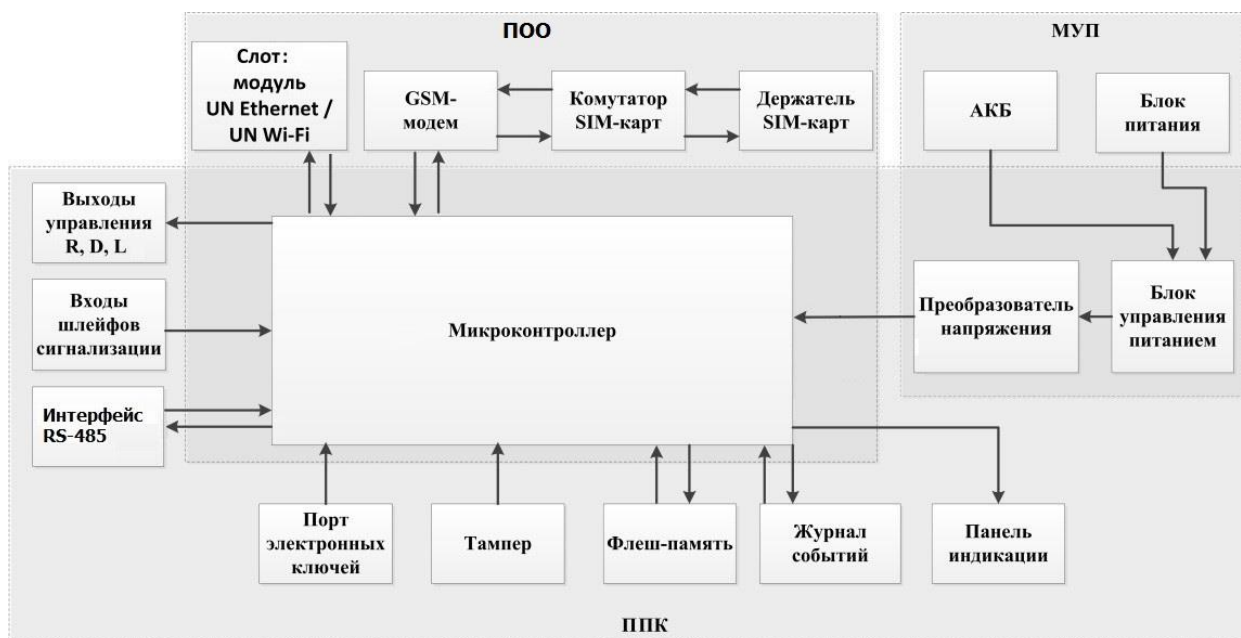 ПОО
МУП
Слот:
модуль
UN Ethernet /
UN Wi-Fi
GSM-
модем
Комутатор
SIM-карт
Держатель
SIM-карт
АКБ
Блок
питания
Выходы
управления
R, D, L
Входы
шлейфов
сигнализации
Интерфейс
RS-485
Микроконтроллер
Преобразователь
напряжения
Блок
управления
питанием
Порт
электронных
ключей
Тампер
Флеш-память
Журнал
событий
Панель
индикации
ППК